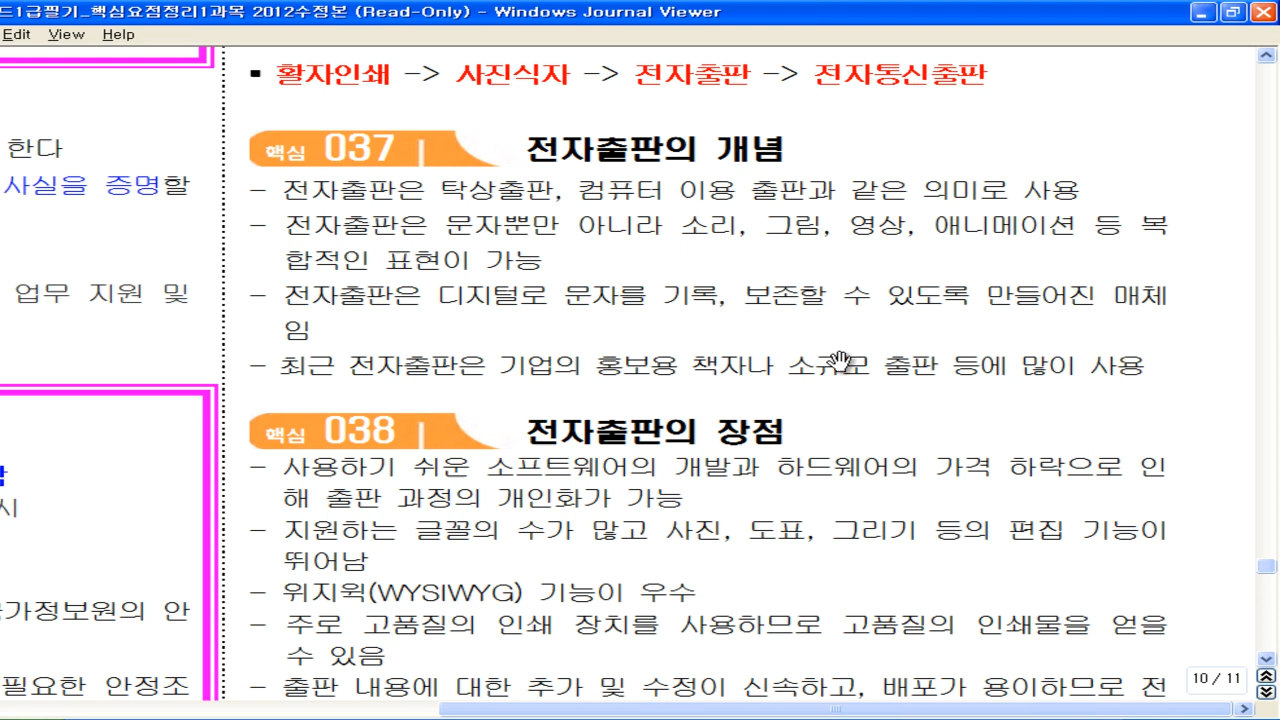 드1급필기_핵심요점정리1과목 2012수정본 (Read-Only) - Windows Journal Viewer
Edit View Help
한다
사실을 증명할
업무 지원 및
시
가정보원의 안
필요한 안정조
▪ 활자인쇄 -> 사진식자 -> 전자출판 -> 전자통신출판
핵심 037 전자출판의 개념
- 전자출판은 탁상출판, 컴퓨터 이용 출판과 같은 의미로 사용
- 전자출판은 문자뿐만 아니라 소리, 그림, 영상, 애니메이션 등 복
합적인 표현이 가능
- 전자출판은 디지털로 문자를 기록, 보존할 수 있도록 만들어진 매체
임
- 최근 전자출판은 기업의 홍보용 책자나 소규모 출판 등에 많이 사용
핵심 038 전자출판의 장점
- 사용하기 쉬운 소프트웨어의 개발과 하드웨어의 가격 하락으로 인
해 출판 과정의 개인화가 가능
- 지원하는 글꼴의 수가 많고 사진, 도표, 그리기 등의 편집 기능이
뛰어남
- 위지윅(WYSIWYG) 기능이 우수
- 주로 고품질의 인쇄 장치를 사용하므로 고품질의 인쇄물을 얻을
수 있음
- 출판 내용에 대한 추가 및 수정이 신속하고, 배포가 용이하므로 전
10 / 11